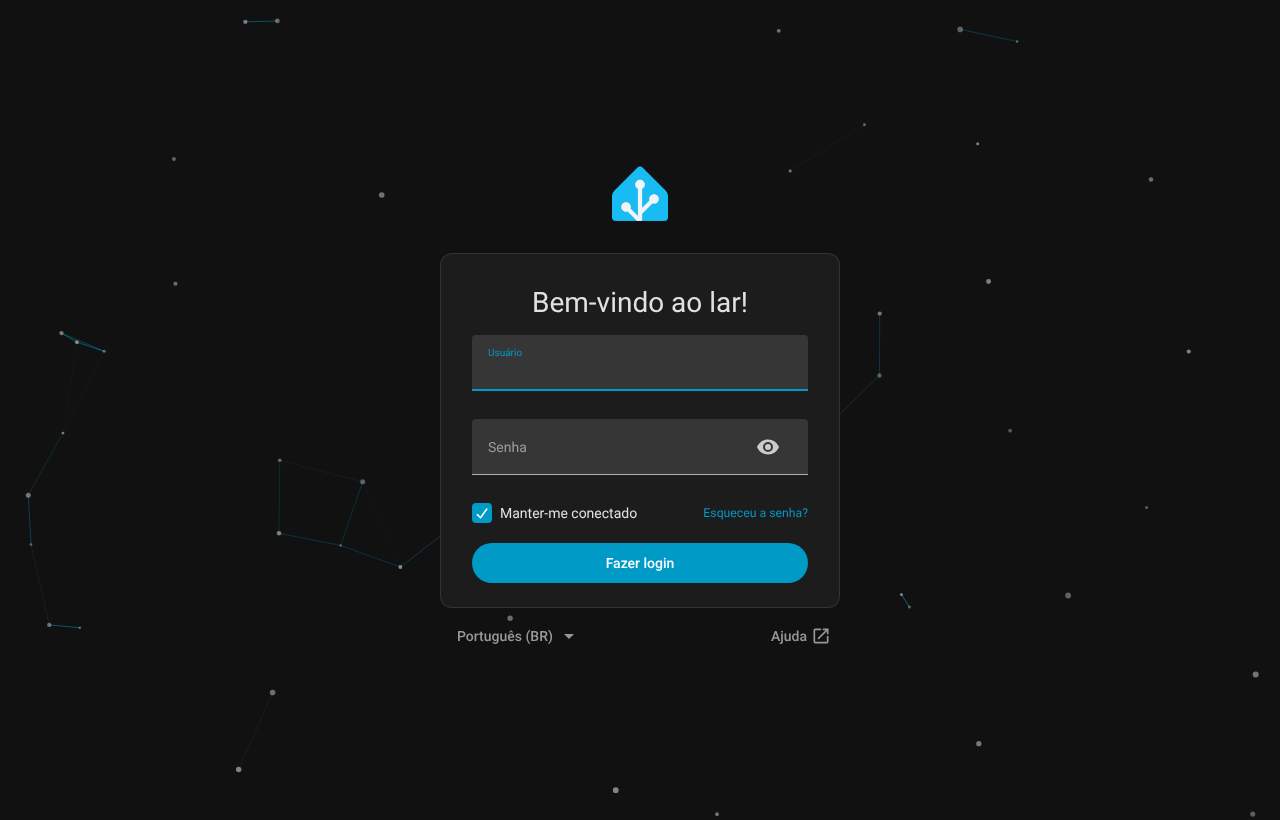 Bem-vindo ao lar!
Usuário
Senha
Manter-me conectado
Esqueceu a senha?
Fazer login
Português (BR)
Ajuda